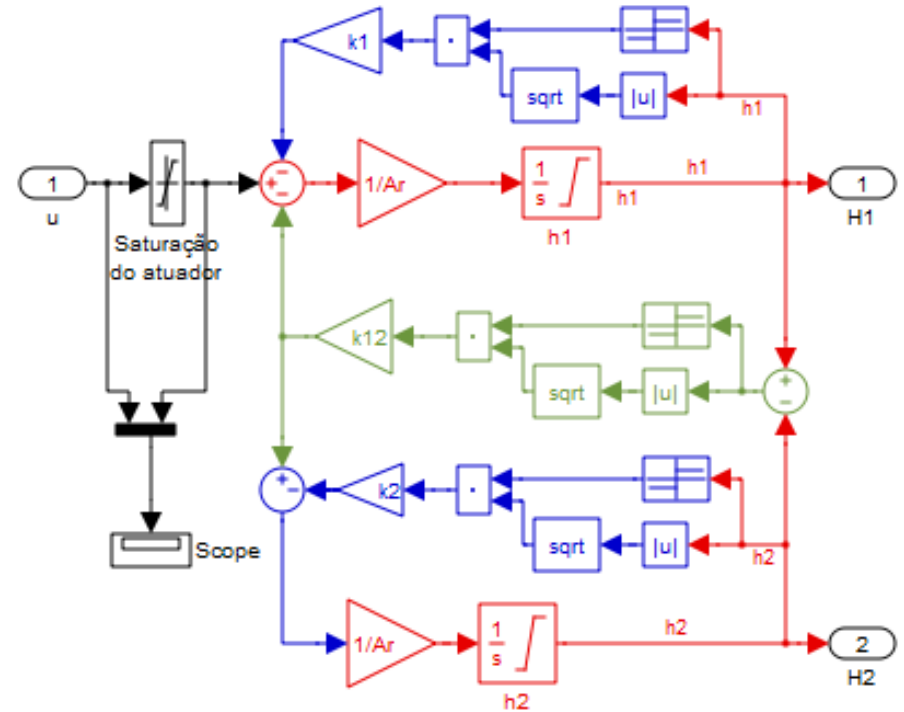 k1
sqrt
|u|
h1
1
u
Saturação
do atuador
+
−
−
1/Ar
1
s
h1
h1
h1
1
H1
k12
sqrt
|u|
+
−
+
−
k2
sqrt
|u|
h2
Scope
1/Ar
1
s
h2
h2
2
H2